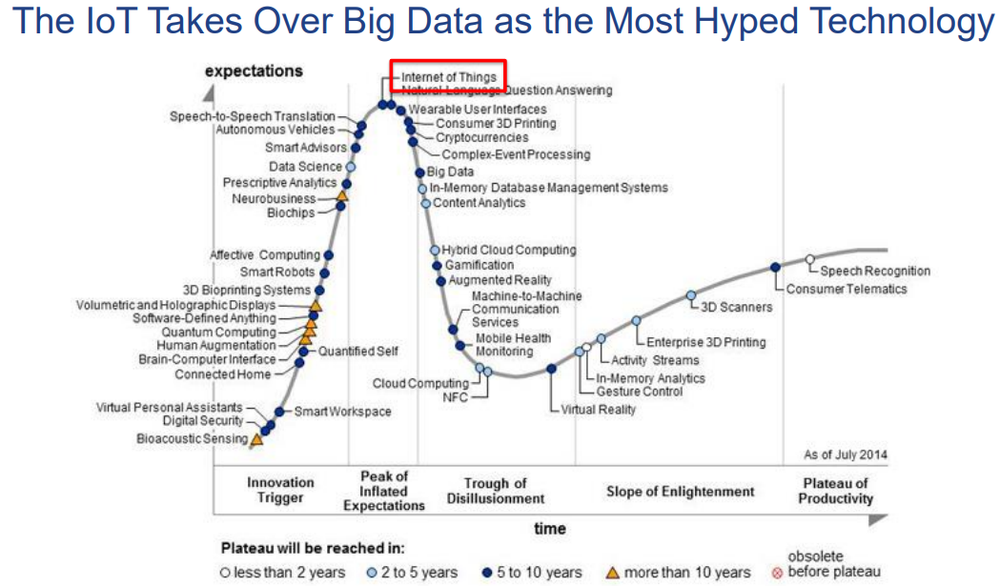 The IoT Takes Over Big Data as the Most Hyped Technology
expectations
Internet of Things
Natural-Language Question Answering
Wearable User Interfaces
Consumer 3D Printing
Cryptocurrencies
Complex-Event Processing
Big Data
In-Memory Database Management Systems
Content Analytics
Speech-to-Speech Translation
Autonomous Vehicles
Smart Advisors
Data Science
Prescriptive Analytics
Neurobusiness
Biochips
Affective Computing
Smart Robots
3D Bioprinting Systems
Volumetric and Holographic Displays
Software-Defined Anything
Quantum Computing
Human Augmentation
Brain-Computer Interface
Connected Home
Quantified Self
Virtual Personal Assistants
Digital Security
Bioacoustic Sensing
Smart Workspace
Hybrid Cloud Computing
Gamification
Augmented Reality
Machine-to-Machine
Communication
Services
Mobile Health
Monitoring
Cloud Computing
NFC
Virtual Reality
Gesture Control
In-Memory Analytics
Activity Streams
Enterprise 3D Printing
3D Scanners
Consumer Telematics
Speech Recognition
As of July 2014
Innovation
Trigger
Peak of
Inflated
Expectations
Trough of
Disillusionment
Slope of Enlightenment
Plateau of
Productivity
time
Plateau will be reached in:
less than 2 years
2 to 5 years
5 to 10 years
more than 10 years
obsolete
before plateau